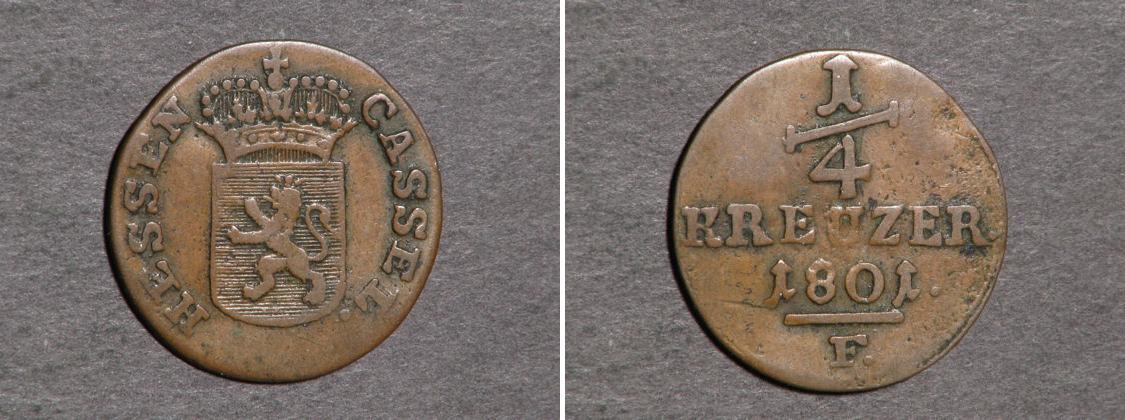 HESSEN CASSEL.
1/4
KREUZER
1801.
F.